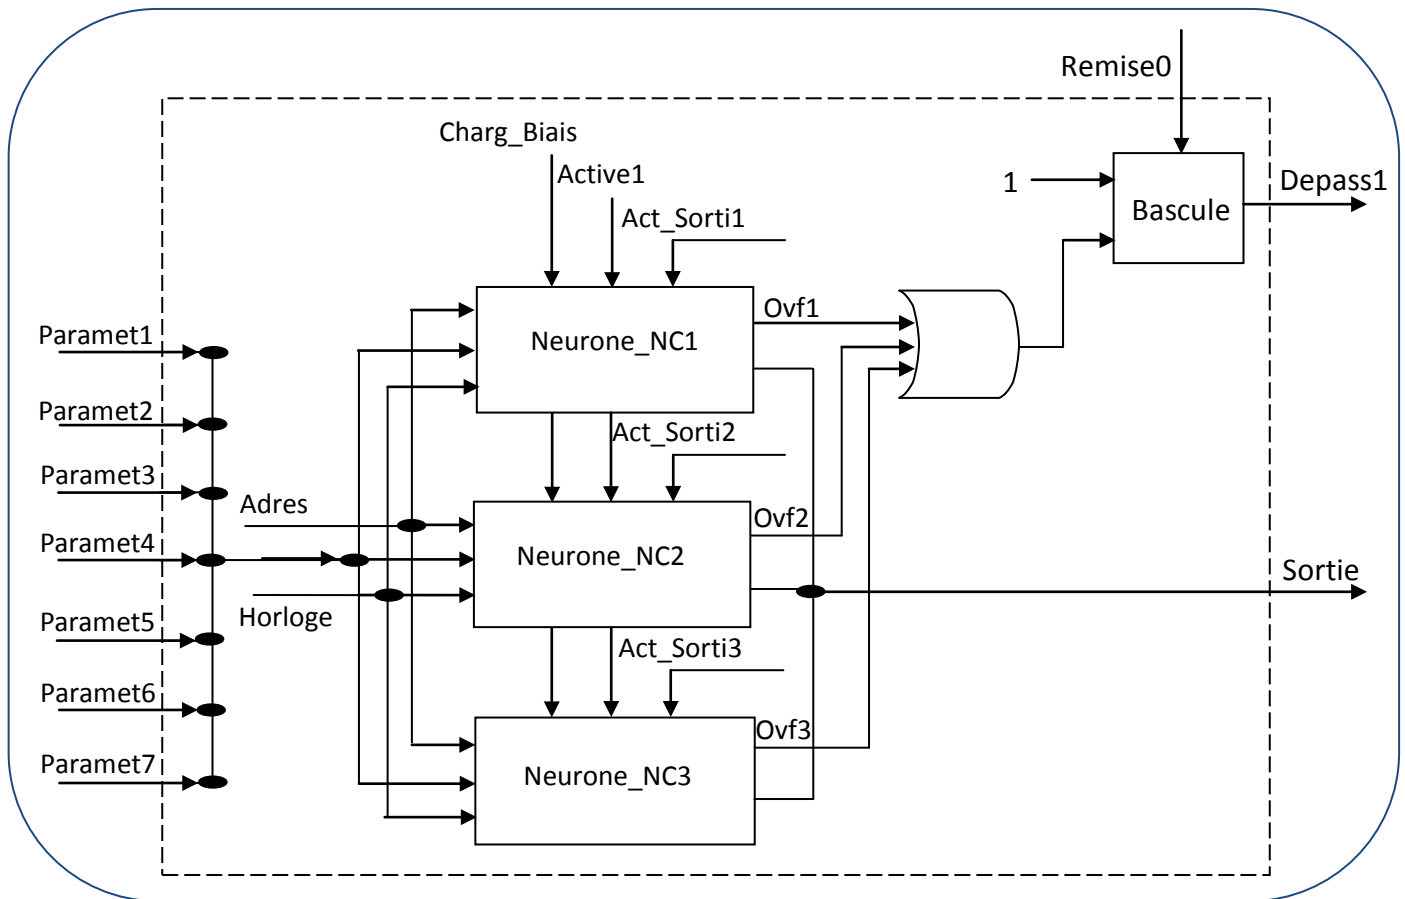 Remise0
Charg_Biais
Active1
1
Bascule
Depass1
Act_Sorti1
Ovf1
Paramet1
Neurone_NC1
Paramet2
Act_Sorti2
Paramet3
Adres
Ovf2
Paramet4
Neurone_NC2
Sortie
Horloge
Paramet5
Act_Sorti3
Paramet6
Ovf3
Paramet7
Neurone_NC3